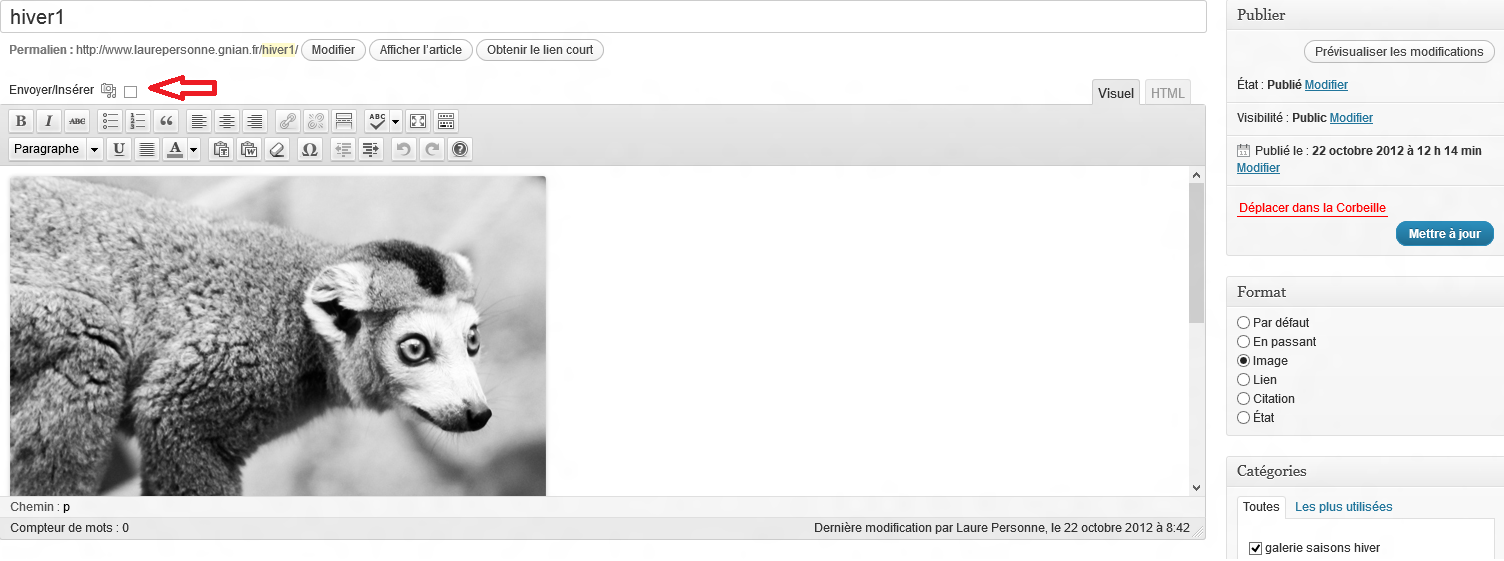 hiver1
Permalien : http://www.laurepersonne.gnian.fr/hiver1/ Modifier Afficher l'article Obtenir le lien court
Envoyer/Insérer
Visuel HTML
B I ABC ABC
Paragraphe U A Ω
Chemin : p
Compteur de mots : 0
Dernière modification par Laure Personne, le 22 octobre 2012 à 8:42
Publier
Prévisualiser les modifications
État : Publié Modifier
Visibilité : Public Modifier
Publié le : 22 octobre 2012 à 12 h 14 min
Modifier
Déplacer dans la Corbeille
Mettre à jour
Format
Par défaut
En passant
Image
Lien
Citation
État
Catégories
Toutes Les plus utilisées
galerie saisons hiver